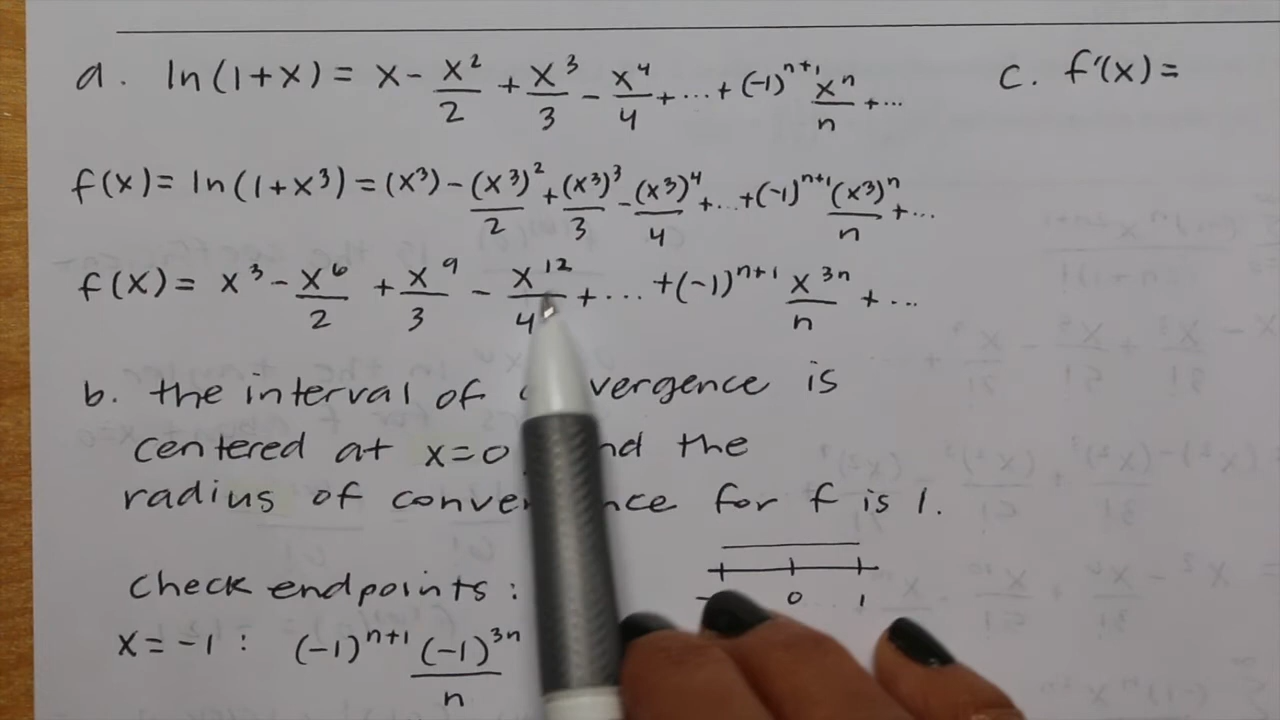 a. ln(1+x) = x - x²/2 + x³/3 - x⁴/4 + ... + (-1)ⁿ⁺¹ xⁿ/n + ...
c. f'(x) =
f(x) = ln(1+x³) = (x³) - (x³)²/2 + (x³)³/3 - (x³)⁴/4 + ... + (-1)ⁿ⁺¹ (x³)ⁿ/n + ...
f(x) = x³ - x⁶/2 + x⁹/3 - x¹²/4 + ... + (-1)ⁿ⁺¹ x³ⁿ/n + ...
b. the interval of vergence is
centered at x=0 nd the
radius of conve nce for f is 1.
check endpoints :
0 1
x = -1 : (-1)ⁿ⁺¹ (-1)³ⁿ/n